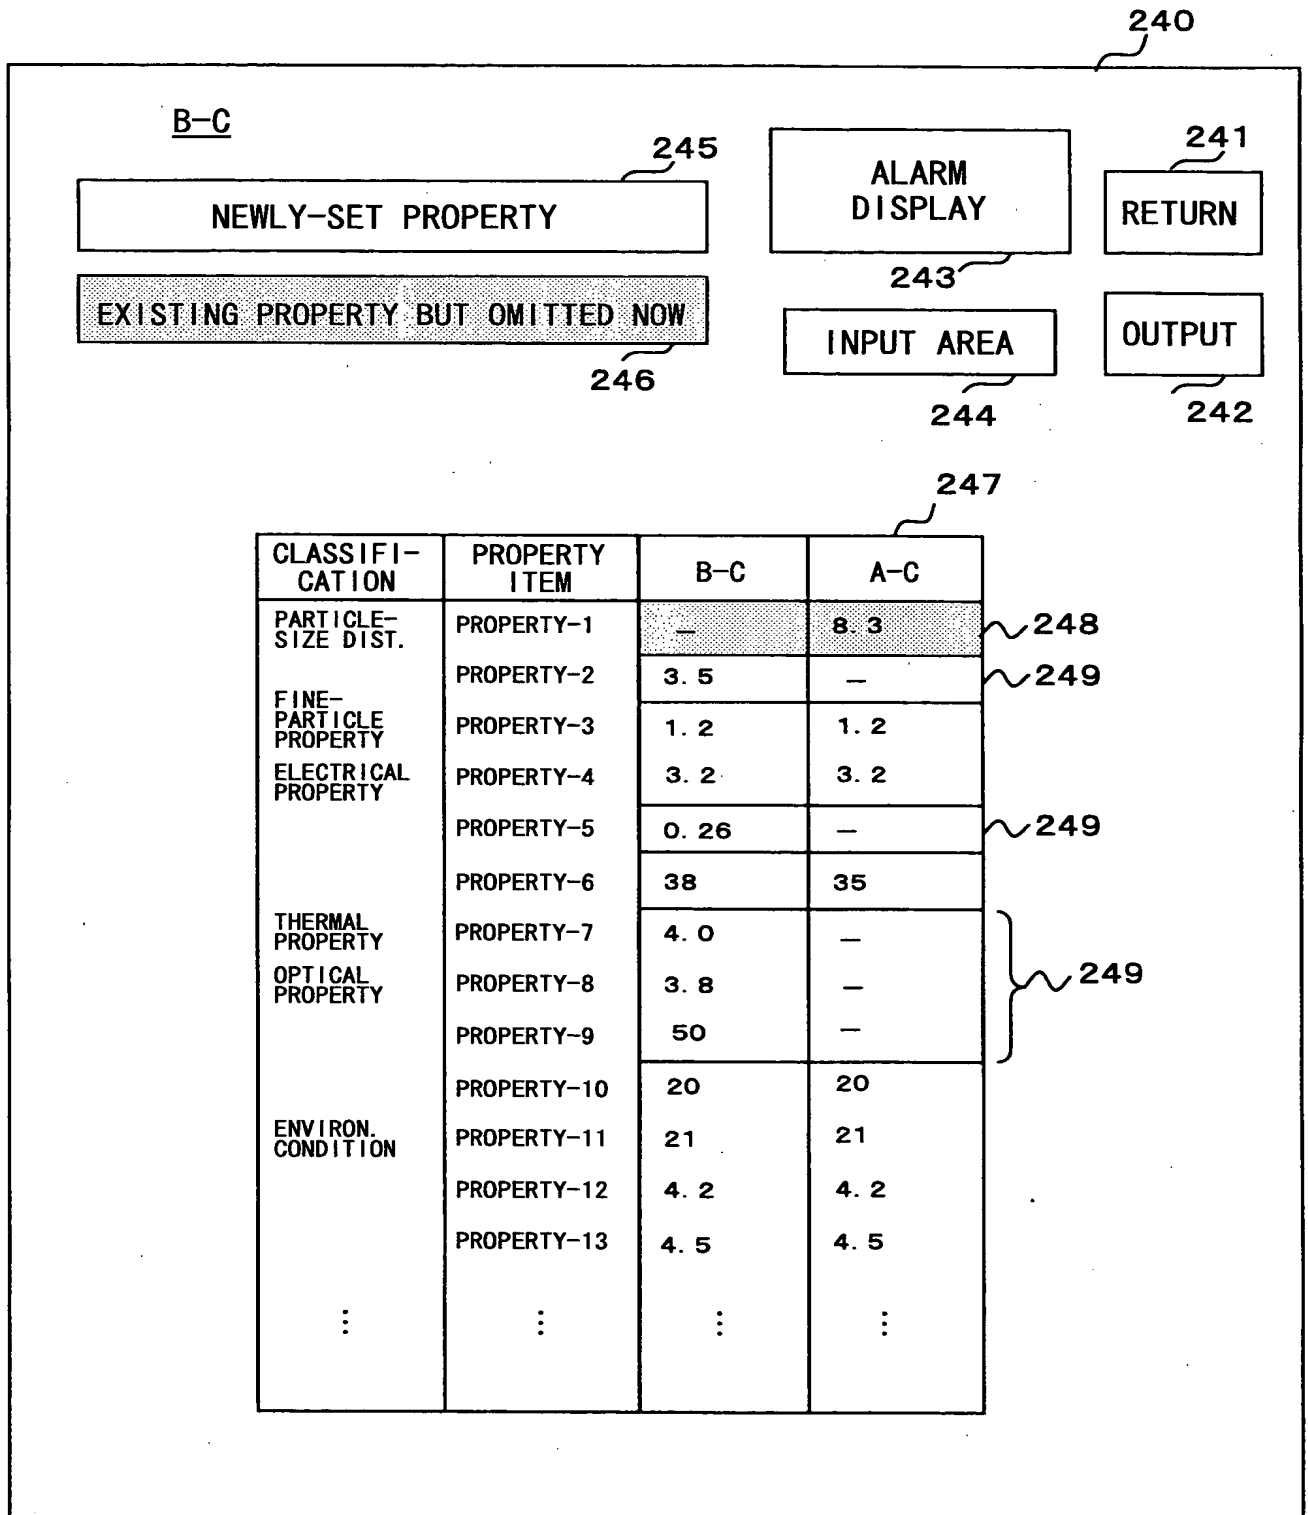 240
B-C
245
NEWLY-SET PROPERTY
ALARM
DISPLAY
243
241
RETURN
EXISTING PROPERTY BUT OMITTED NOW
246
INPUT AREA
244
OUTPUT
242
247
CLASSIFI-
CATION
PROPERTY
ITEM
B-C
A-C
PARTICLE-
SIZE DIST.
PROPERTY-1
—
8.3
248
PROPERTY-2
3.5
—
249
FINE-
PARTICLE
PROPERTY
PROPERTY-3
1.2
1.2
ELECTRICAL
PROPERTY
PROPERTY-4
3.2
3.2
PROPERTY-5
0.26
—
249
PROPERTY-6
38
35
THERMAL
PROPERTY
PROPERTY-7
4.0
—
OPTICAL
PROPERTY
PROPERTY-8
3.8
—
249
PROPERTY-9
50
—
PROPERTY-10
20
20
ENVIRON.
CONDITION
PROPERTY-11
21
21
PROPERTY-12
4.2
4.2
PROPERTY-13
4.5
4.5
⋮
⋮
⋮
⋮